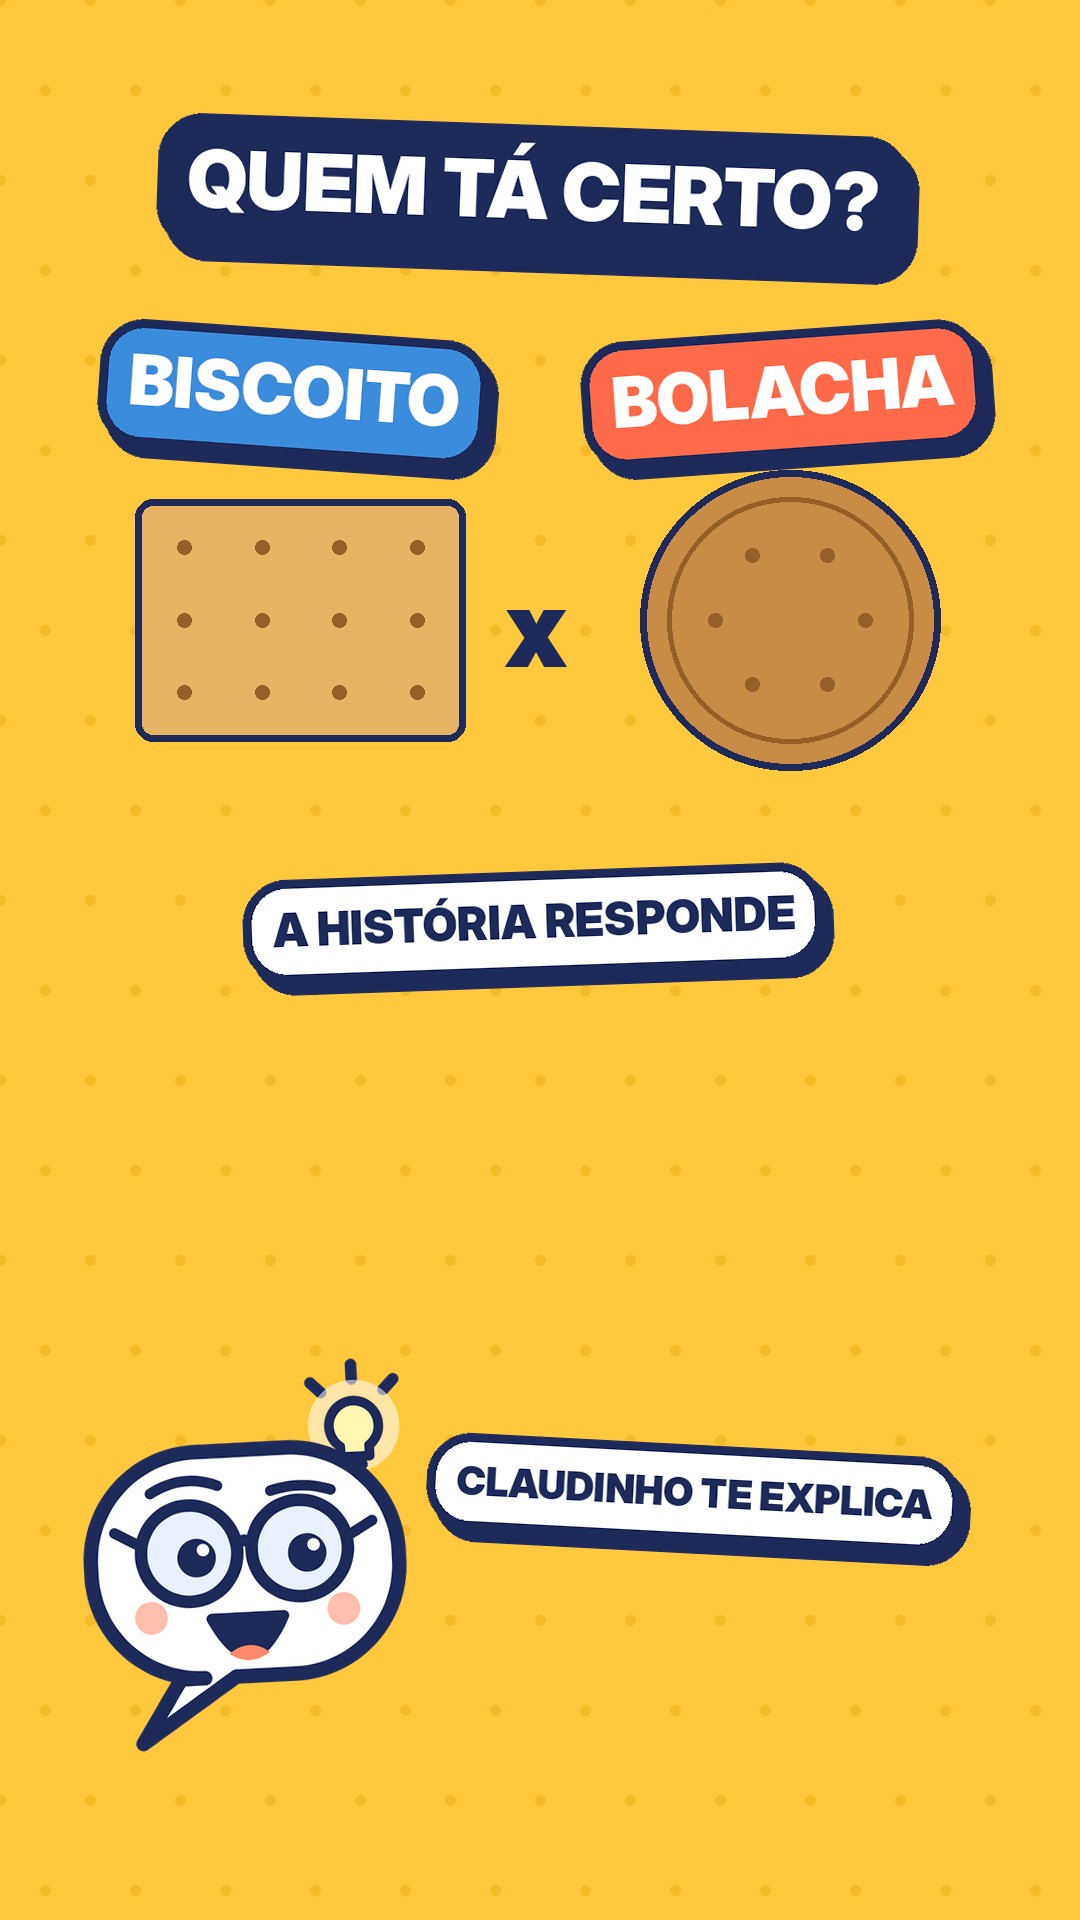 QUEM TÁ CERTO?
BISCOITO
BOLACHA
X
A HISTÓRIA RESPONDE
CLAUDINHO TE EXPLICA